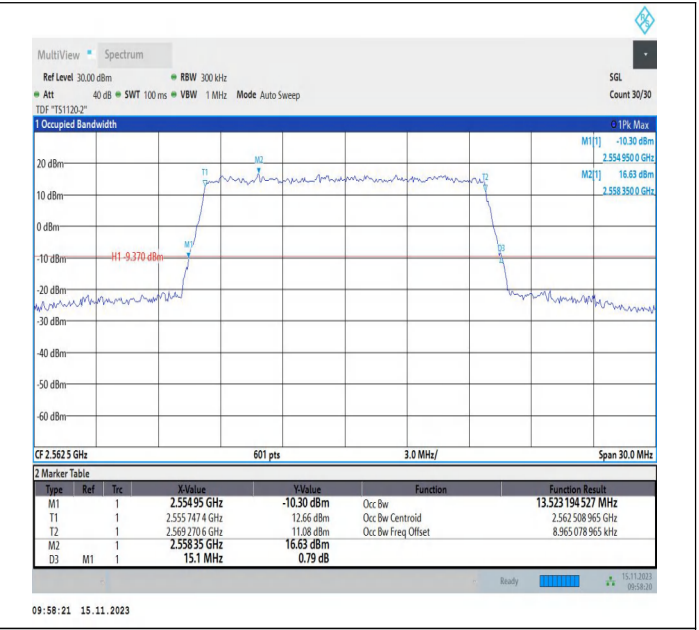 MultiView Spectrum
Ref Level 30.00 dBm RBW 300 kHz SGL
Att 40 dB SWT 100 ms VBW 1 MHz Mode Auto Sweep Count 30/30
TDF "TS1120-2"
1 Occupied Bandwidth 1Pk Max
M1[1] -10.30 dBm
2.554 950 0 GHz
M2[1] 16.63 dBm
2.558 350 0 GHz
20 dBm
10 dBm
0 dBm
-10 dBm
-20 dBm
-30 dBm
-40 dBm
-50 dBm
-60 dBm
H1 -9.370 dBm
M1
T1
M2
T2
D3
CF 2.562 5 GHz 601 pts 3.0 MHz/ Span 30.0 MHz
2 Marker Table
Type Ref Trc X-Value Y-Value Function Function Result
M1 1 2.554 95 GHz -10.30 dBm Occ Bw 13.523 194 527 MHz
T1 1 2.555 747 4 GHz 12.66 dBm Occ Bw Centroid 2.562 508 965 GHz
T2 1 2.569 270 6 GHz 11.08 dBm Occ Bw Freq Offset 8.965 078 965 kHz
M2 1 2.558 35 GHz 16.63 dBm
D3 M1 1 15.1 MHz 0.79 dB
Ready 15.11.2023
09:58:20
09:58:21 15.11.2023